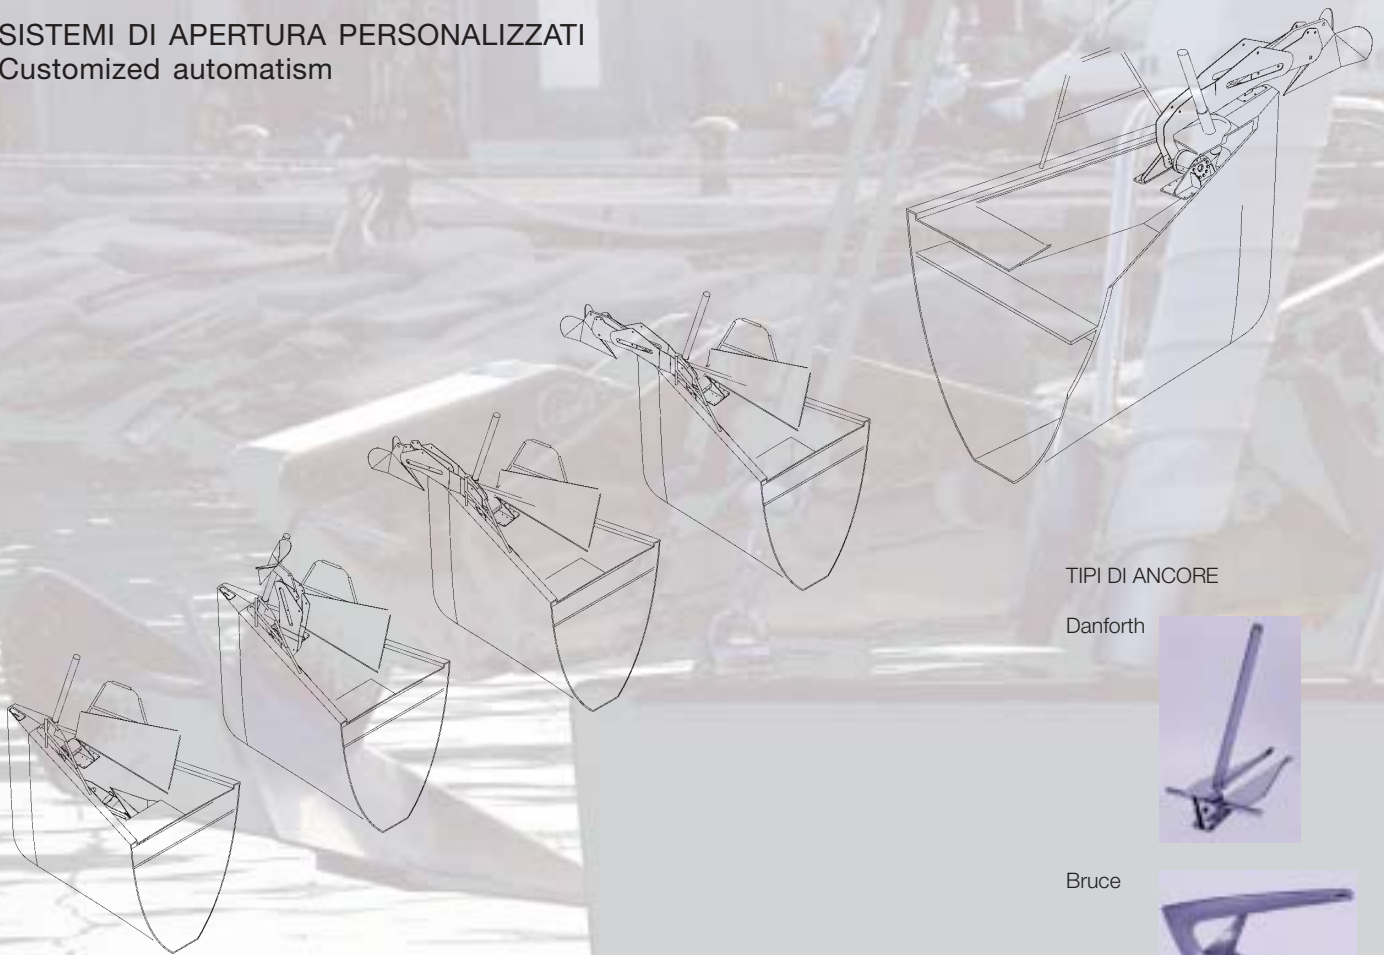 SISTEMI DI APERTURA PERSONALIZZATI
Customized automatism
TIPI DI ANCORE
Danforth
Bruce